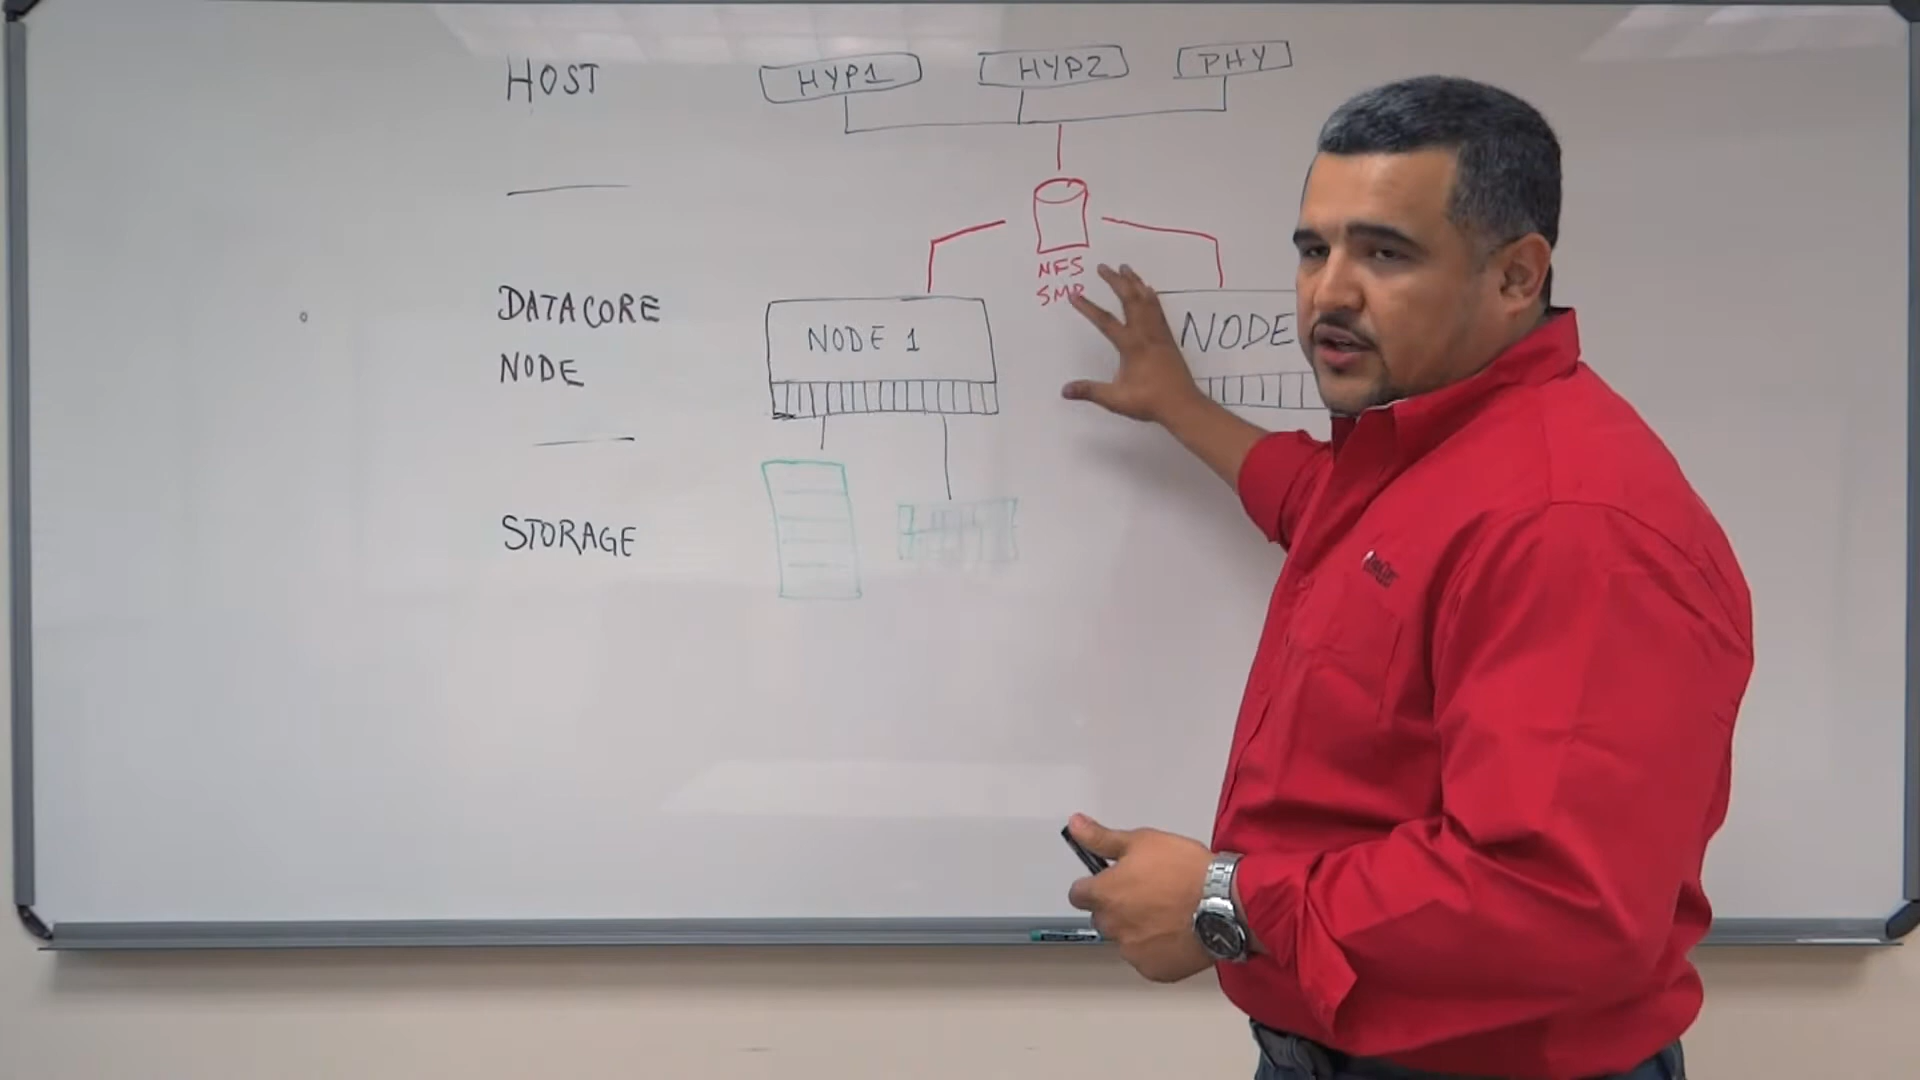 HOST
HYP1
HYP2
PHY
NFS
SMB
DATACORE
NODE
NODE 1
NODE
STORAGE